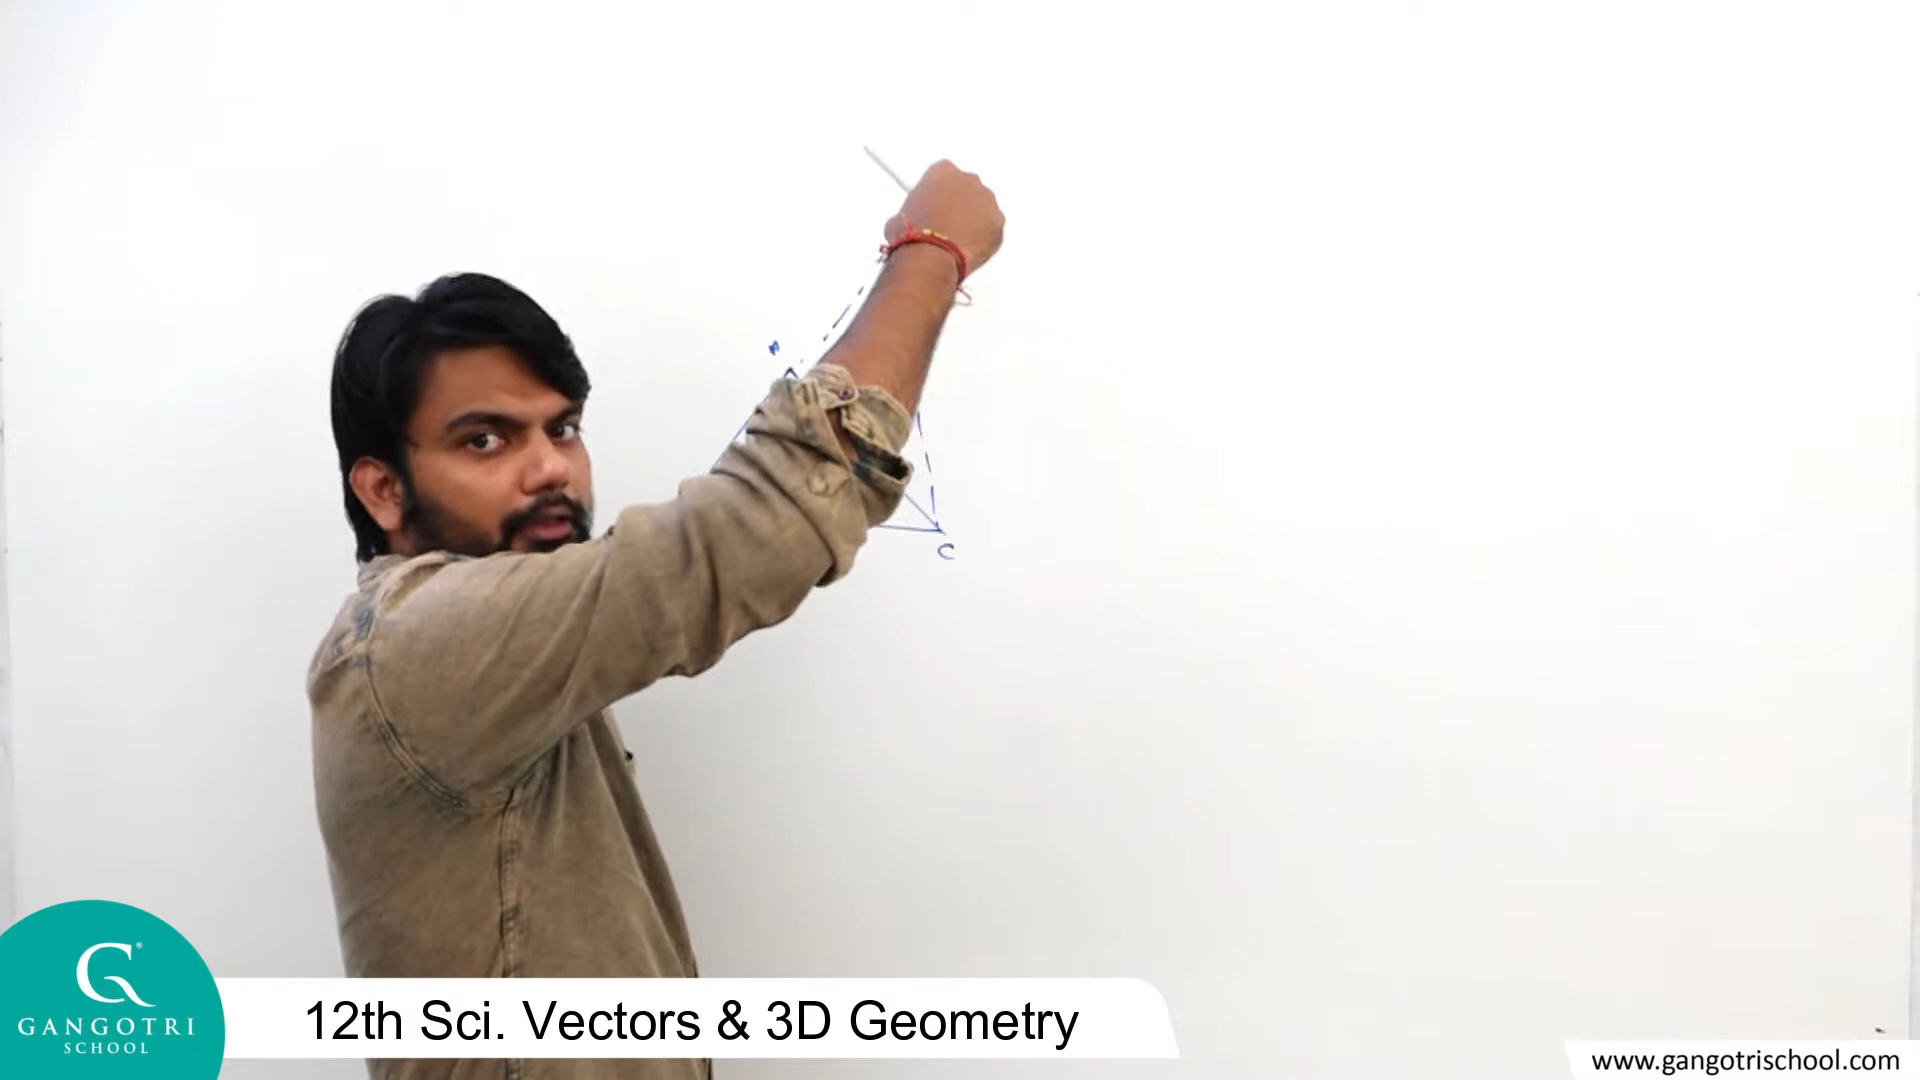 A
C
G
GANGOTRI
SCHOOL
12th Sci. Vectors & 3D Geometry
www.gangotrischool.com